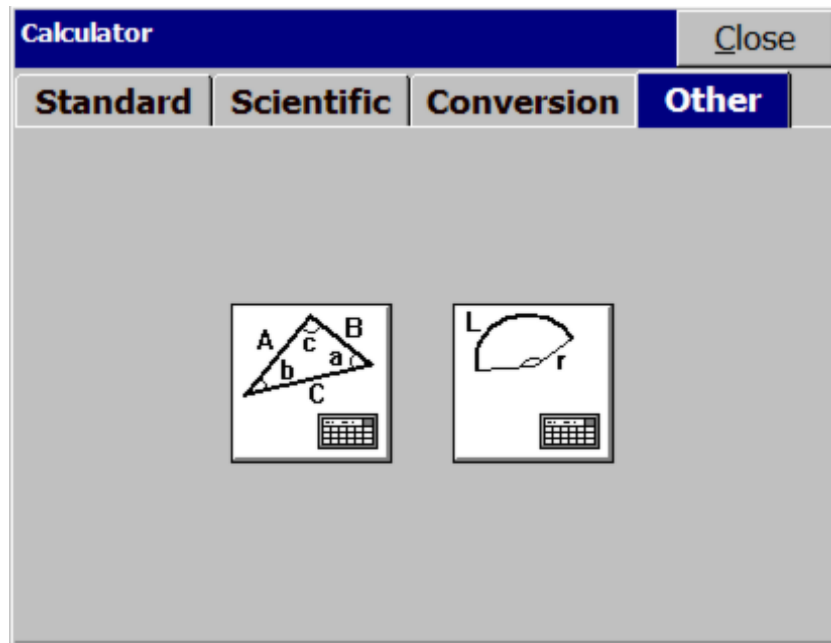 Calculator
Close
Standard Scientific Conversion Other
A c B
b a
C
L
r